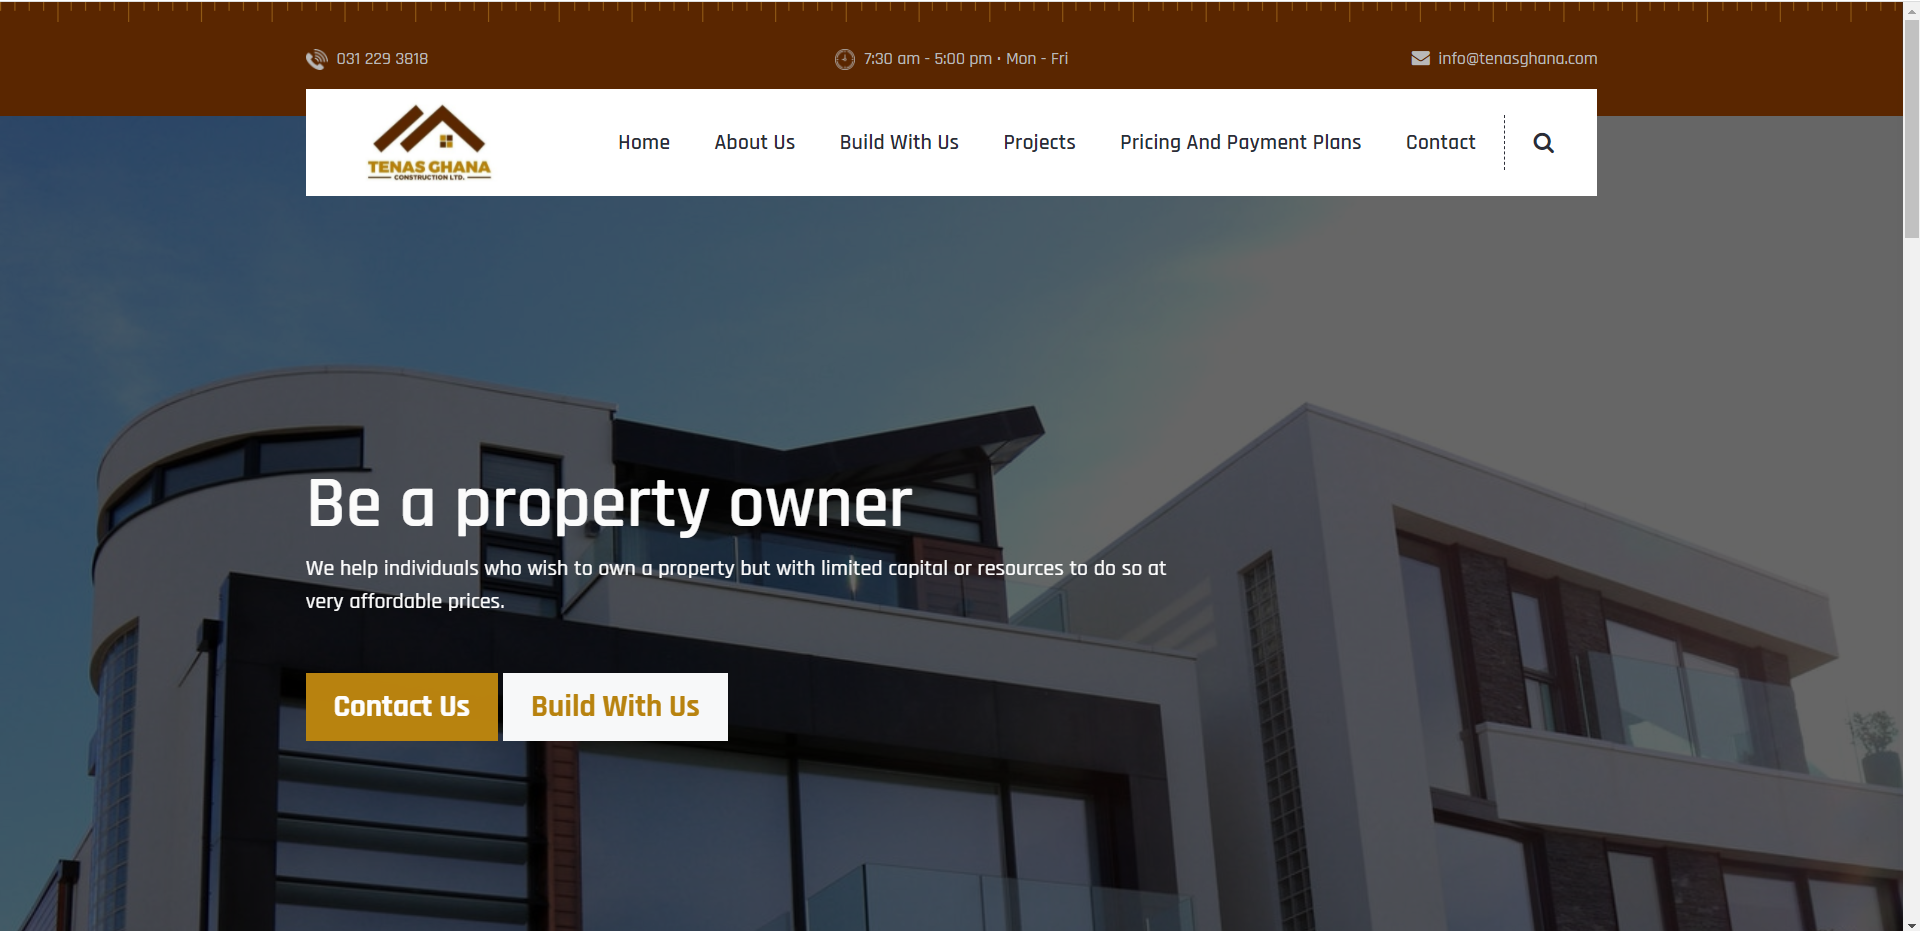 031 229 3818
7:30 am - 5:00 pm · Mon - Fri
info@tenasghana.com
TENAS GHANA
CONSTRUCTION LTD.
Home
About Us
Build With Us
Projects
Pricing And Payment Plans
Contact
Be a property owner
We help individuals who wish to own a property but with limited capital or resources to do so at
very affordable prices.
Contact Us
Build With Us